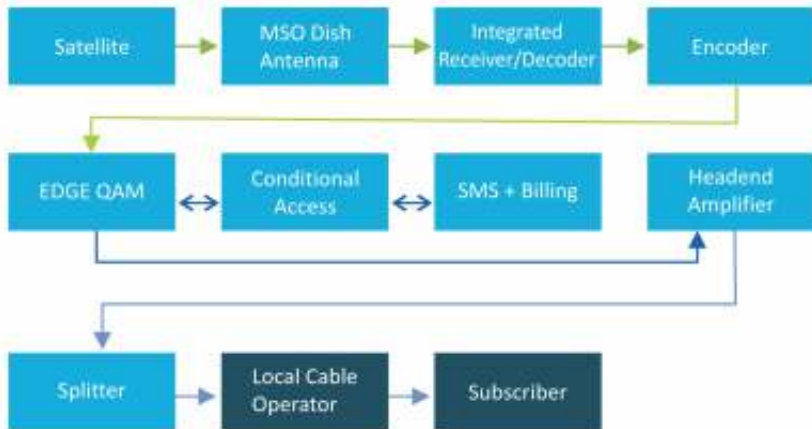 Satellite
MSO Dish
Antenna
Integrated
Receiver/Decoder
Encoder
EDGE QAM
Conditional
Access
SMS + Billing
Headend
Amplifier
Splitter
Local Cable
Operator
Subscriber